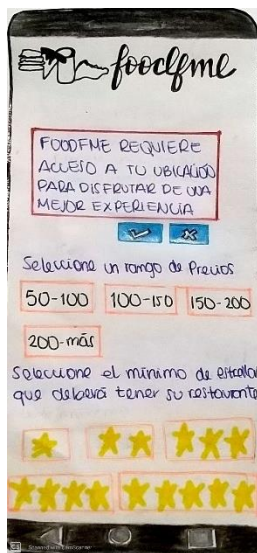 foodfme
FOODFME REQUIERE
ACCESO A TU UBICACIÓN
PARA DISFRUTAR DE UNA
MEJOR EXPERIENCIA
Seleccione un rango de Precios
50-100 100-150 150-200
200-más
Seleccione el mínimo de estrellas
que deberá tener su restaurante
CS